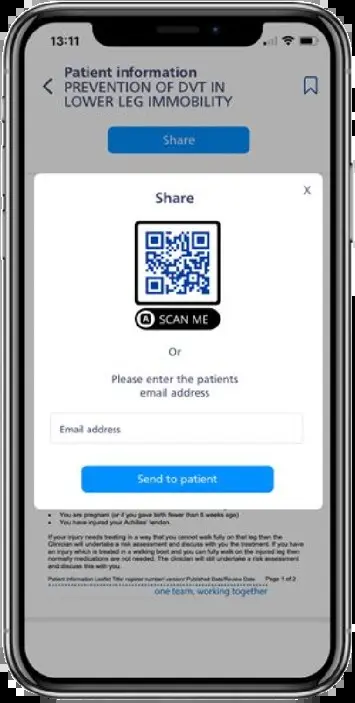 13:11
Patient information
PREVENTION OF DVT IN
LOWER LEG IMMOBILITY
Share
X
Share
A SCAN ME
Or
Please enter the patients
email address
Email address
Send to patient
• You are pregnant (or if you gave birth fewer than 6 weeks ago)
• You have injured your Achilles' tendon.
If your injury needs treating in a way that you cannot walk fully on that leg then the
Clinician will undertake a risk assessment and discuss with you the treatment. If you have
an injury which is treated in a walking boot and you can fully walk on the injured leg then
normally medications are not needed. The clinician will still undertake a risk assessment
and discuss this with you.
Patient Information Leaflet Title register number/ version/ Published Date/Review Date Page 1 of 2
one team, working together